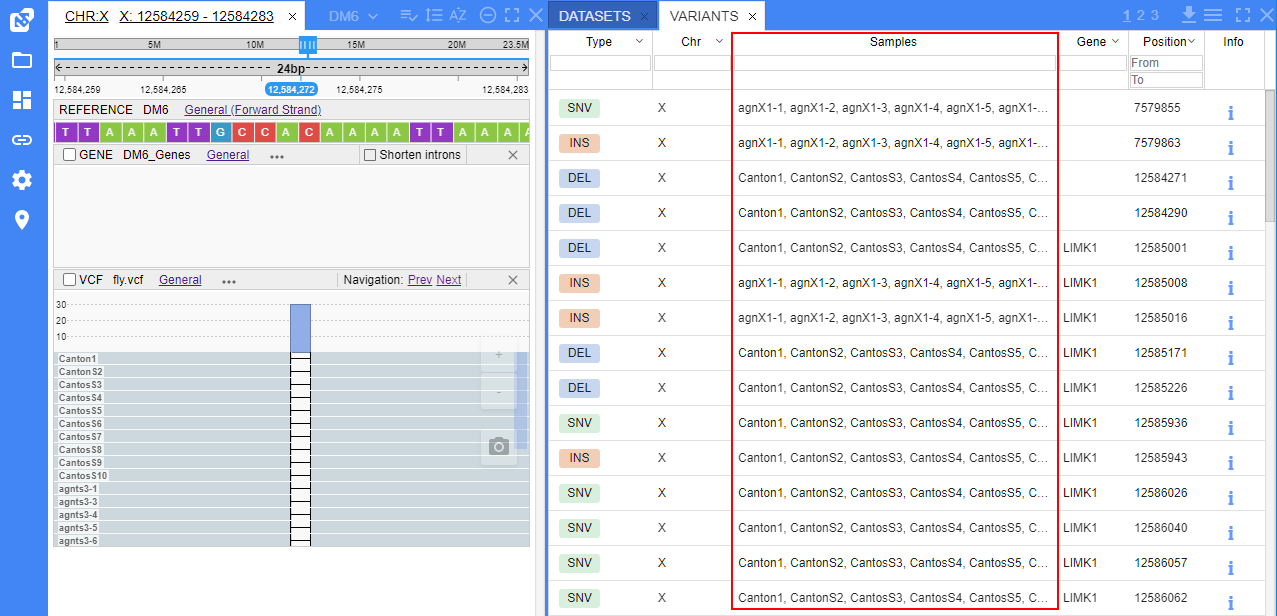 CHR:X X: 12584259 - 12584283 ×
DM6
AZ
DATASETS ×
VARIANTS ×
1 2 3
1 5M 10M 15M 20M 23.5M
24bp
12,584,259 12,584,265 12,584,272 12,584,275 12,584,283
REFERENCE DM6 General (Forward Strand)
T T A A A T T G C C A C A A A A T T A A A A
GENE DM6_Genes General ••• Shorten introns
VCF fly.vcf General ••• Navigation: Prev Next
30
20
10
+
-
Canton1
CantonS2
CantosS3
CantosS4
CantosS5
CantosS6
CantosS7
CantosS8
CantosS9
CantosS10
agnts3-1
agnts3-3
agnts3-4
agnts3-5
agnts3-6
Type Chr Samples Gene Position Info
From
To
SNV X agnX1-1, agnX1-2, agnX1-3, agnX1-4, agnX1-5, agnX1-... 7579855
INS X agnX1-1, agnX1-2, agnX1-3, agnX1-4, agnX1-5, agnX1-... 7579863
DEL X Canton1, CantonS2, CantosS3, CantosS4, CantosS5, C... 12584271
DEL X Canton1, CantonS2, CantosS3, CantosS4, CantosS5, C... 12584290
DEL X Canton1, CantonS2, CantosS3, CantosS4, CantosS5, C... LIMK1 12585001
INS X agnX1-1, agnX1-2, agnX1-3, agnX1-4, agnX1-5, agnX1-... LIMK1 12585008
INS X agnX1-1, agnX1-2, agnX1-3, agnX1-4, agnX1-5, agnX1-... LIMK1 12585016
DEL X Canton1, CantonS2, CantosS3, CantosS4, CantosS5, C... LIMK1 12585171
DEL X Canton1, CantonS2, CantosS3, CantosS4, CantosS5, C... LIMK1 12585226
SNV X Canton1, CantonS2, CantosS3, CantosS4, CantosS5, C... LIMK1 12585936
INS X Canton1, CantonS2, CantosS3, CantosS4, CantosS5, C... LIMK1 12585943
SNV X Canton1, CantonS2, CantosS3, CantosS4, CantosS5, C... LIMK1 12586026
SNV X Canton1, CantonS2, CantosS3, CantosS4, CantosS5, C... LIMK1 12586040
SNV X Canton1, CantonS2, CantosS3, CantosS4, CantosS5, C... LIMK1 12586057
SNV X Canton1, CantonS2, CantosS3, CantosS4, CantosS5, C... LIMK1 12586062